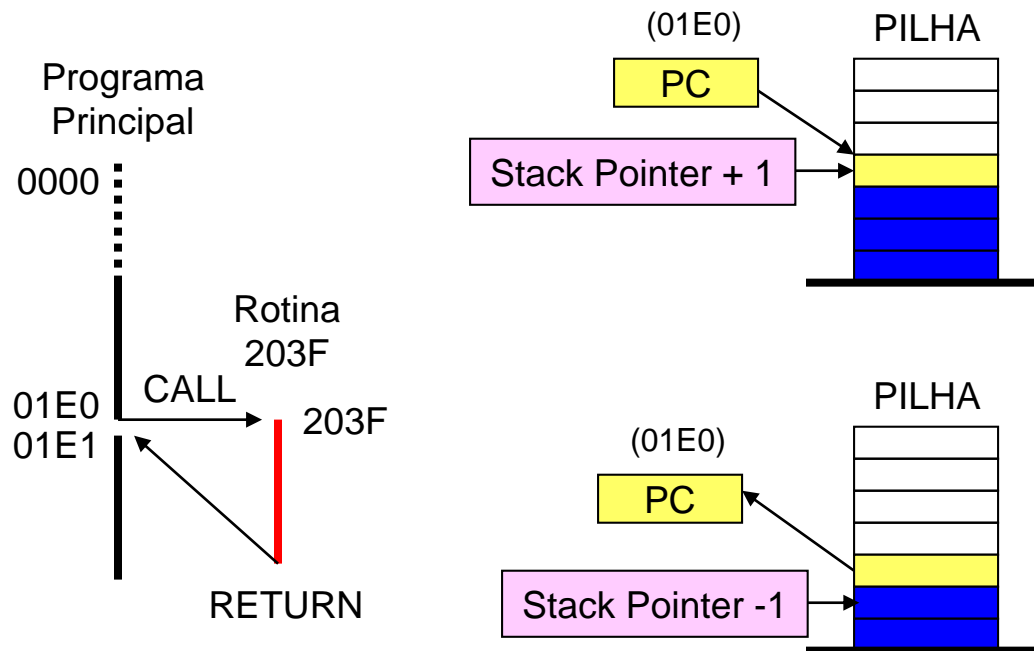 Programa
Principal
0000
01E0
01E1
CALL
Rotina
203F
203F
RETURN
(01E0)
PC
Stack Pointer + 1
PILHA
(01E0)
PC
Stack Pointer -1
PILHA